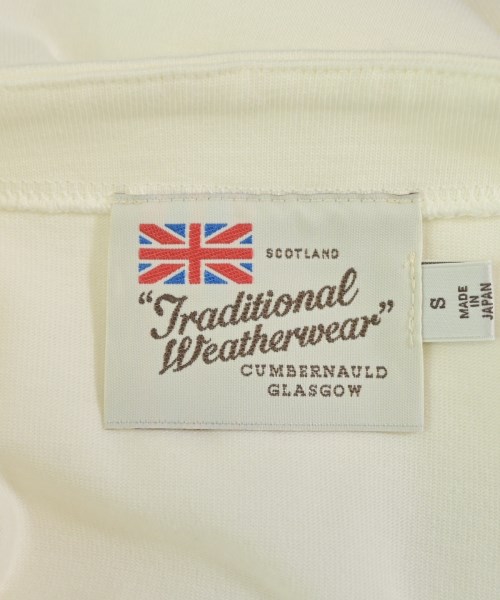 SCOTLAND
"Traditional
Weatherwear"
CUMBERNAULD
GLASGOW
S
MADE
IN
JAPAN